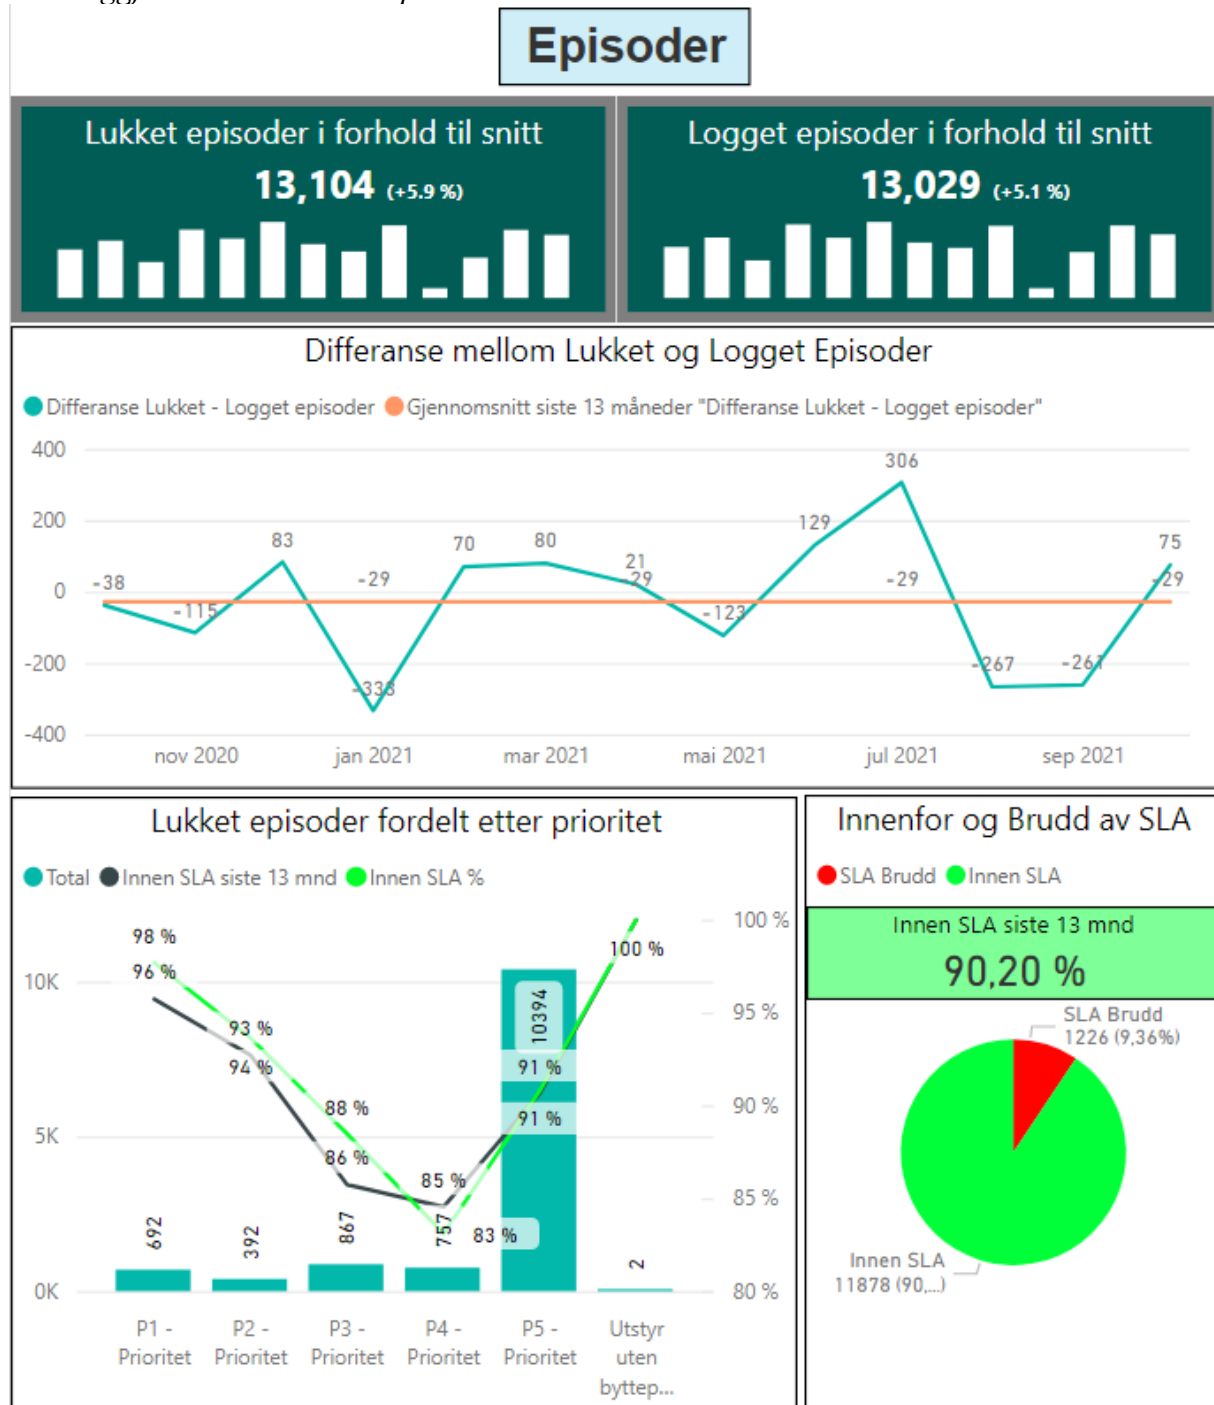 Episoder
Lukket episoder i forhold til snitt
13,104 (+5.9 %)
Logget episoder i forhold til snitt
13,029 (+5.1 %)
Differanse mellom Lukket og Logget Episoder
Differanse Lukket - Logget episoder Gjennomsnitt siste 13 måneder "Differanse Lukket - Logget episoder"
400
200
0
-200
-400
-38
-115
83
-333
-29
70
80
21
-29
-123
129
306
-29
-267
-261
75
-29
nov 2020 jan 2021 mar 2021 mai 2021 jul 2021 sep 2021
Lukket episoder fordelt etter prioritet
Total Innen SLA siste 13 mnd Innen SLA %
10K
5K
0K
100 %
95 %
90 %
85 %
80 %
98 %
96 %
93 %
94 %
88 %
86 %
85 %
83 %
91 %
91 %
100 %
692
392
867
757
10394
2
P1 -
Prioritet
P2 -
Prioritet
P3 -
Prioritet
P4 -
Prioritet
P5 -
Prioritet
Utstyr
uten
byttep...
Innenfor og Brudd av SLA
SLA Brudd Innen SLA
Innen SLA siste 13 mnd
90,20 %
SLA Brudd
1226 (9,36%)
Innen SLA
11878 (90,...)